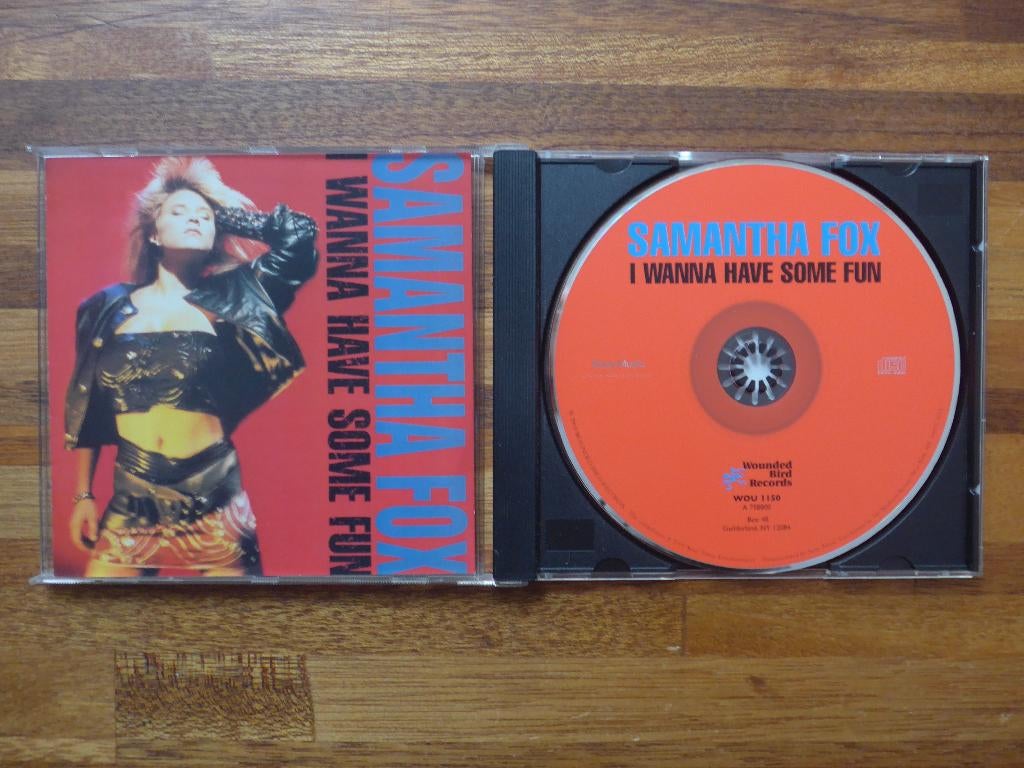 SAMANTHA FOX
I WANNA HAVE SOME FUN
SAMANTHA FOX
I WANNA HAVE SOME FUN
Wounded
Bird
Records
WOU 1150
Box 48
Guilderland, NY 12084